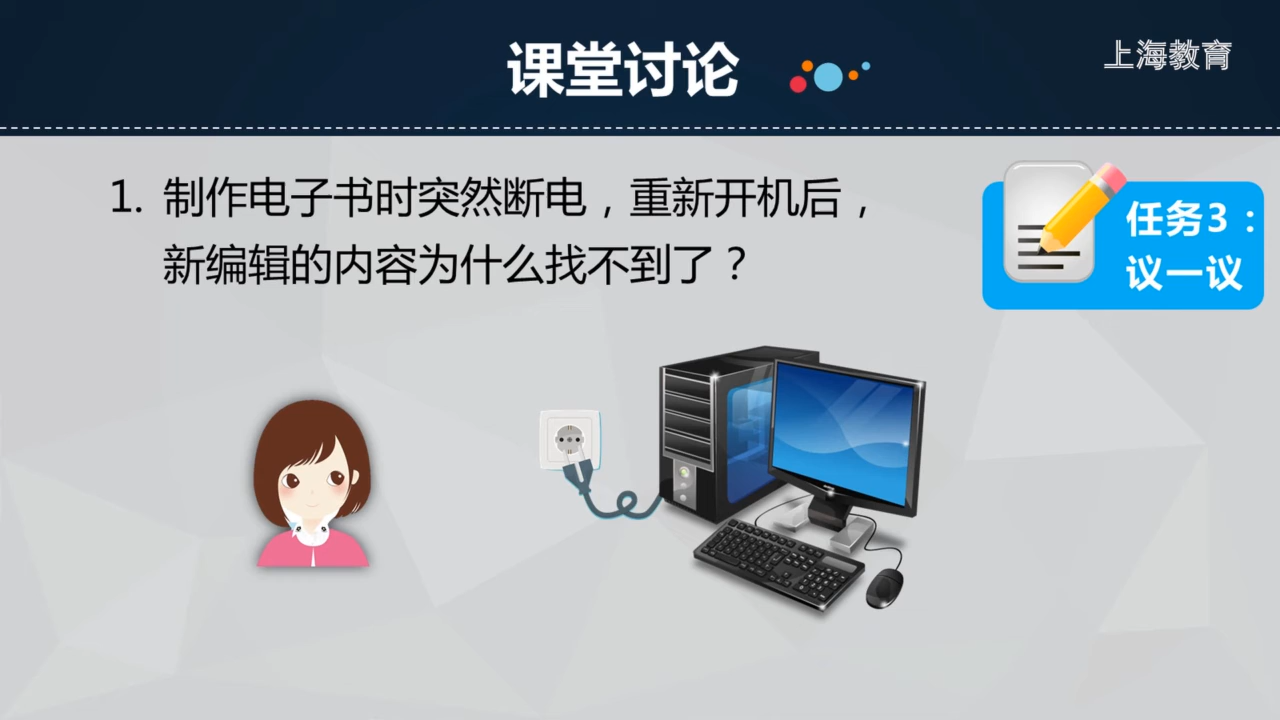 课堂讨论
上海教育
1. 制作电子书时突然断电，重新开机后，
新编辑的内容为什么找不到了？
任务3：
议一议